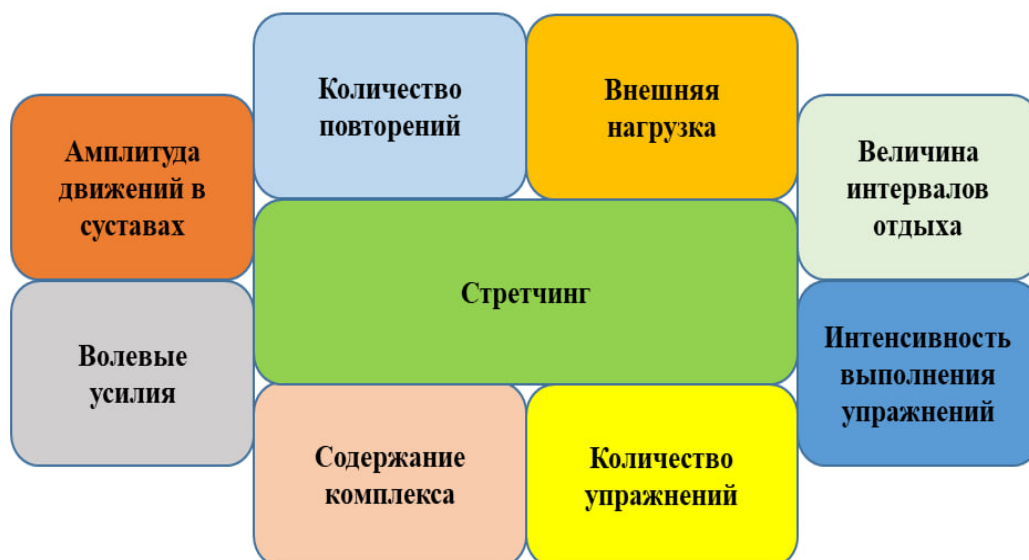 Количество
повторений
Внешняя
нагрузка
Амплитуда
движений в
суставах
Величина
интервалов
отдыха
Стретчинг
Волевые
усилия
Интенсивность
выполнения
упражнений
Содержание
комплекса
Количество
упражнений